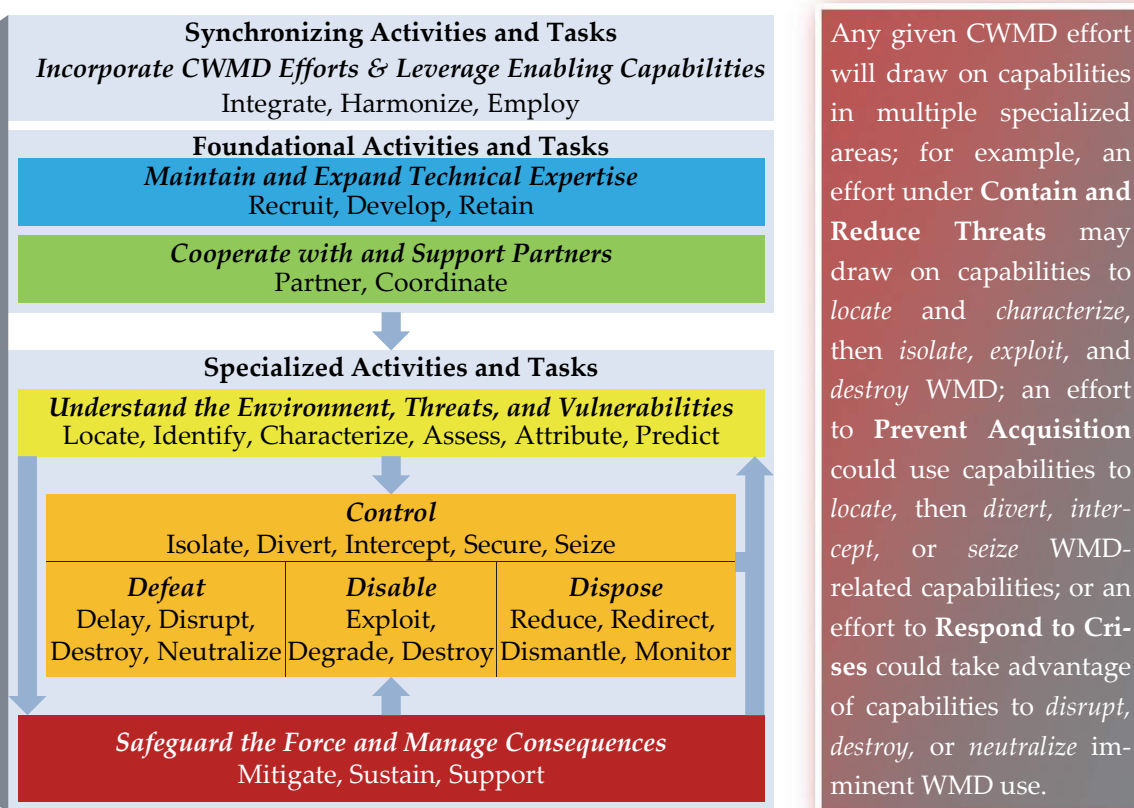 Synchronizing Activities and Tasks
Incorporate CWMD Efforts & Leverage Enabling Capabilities
Integrate, Harmonize, Employ
Foundational Activities and Tasks
Maintain and Expand Technical Expertise
Recruit, Develop, Retain
Cooperate with and Support Partners
Partner, Coordinate
Specialized Activities and Tasks
Understand the Environment, Threats, and Vulnerabilities
Locate, Identify, Characterize, Assess, Attribute, Predict
Control
Isolate, Divert, Intercept, Secure, Seize
Defeat
Delay, Disrupt,
Destroy, Neutralize
Disable
Exploit,
Degrade, Destroy
Dispose
Reduce, Redirect,
Dismantle, Monitor
Safeguard the Force and Manage Consequences
Mitigate, Sustain, Support
Any given CWMD effort
will draw on capabilities
in multiple specialized
areas; for example, an
effort under Contain and
Reduce Threats may
draw on capabilities to
locate and characterize,
then isolate, exploit, and
destroy WMD; an effort
to Prevent Acquisition
could use capabilities to
locate, then divert, inter-
cept, or seize WMD-
related capabilities; or an
effort to Respond to Cri-
ses could take advantage
of capabilities to disrupt,
destroy, or neutralize im-
minent WMD use.